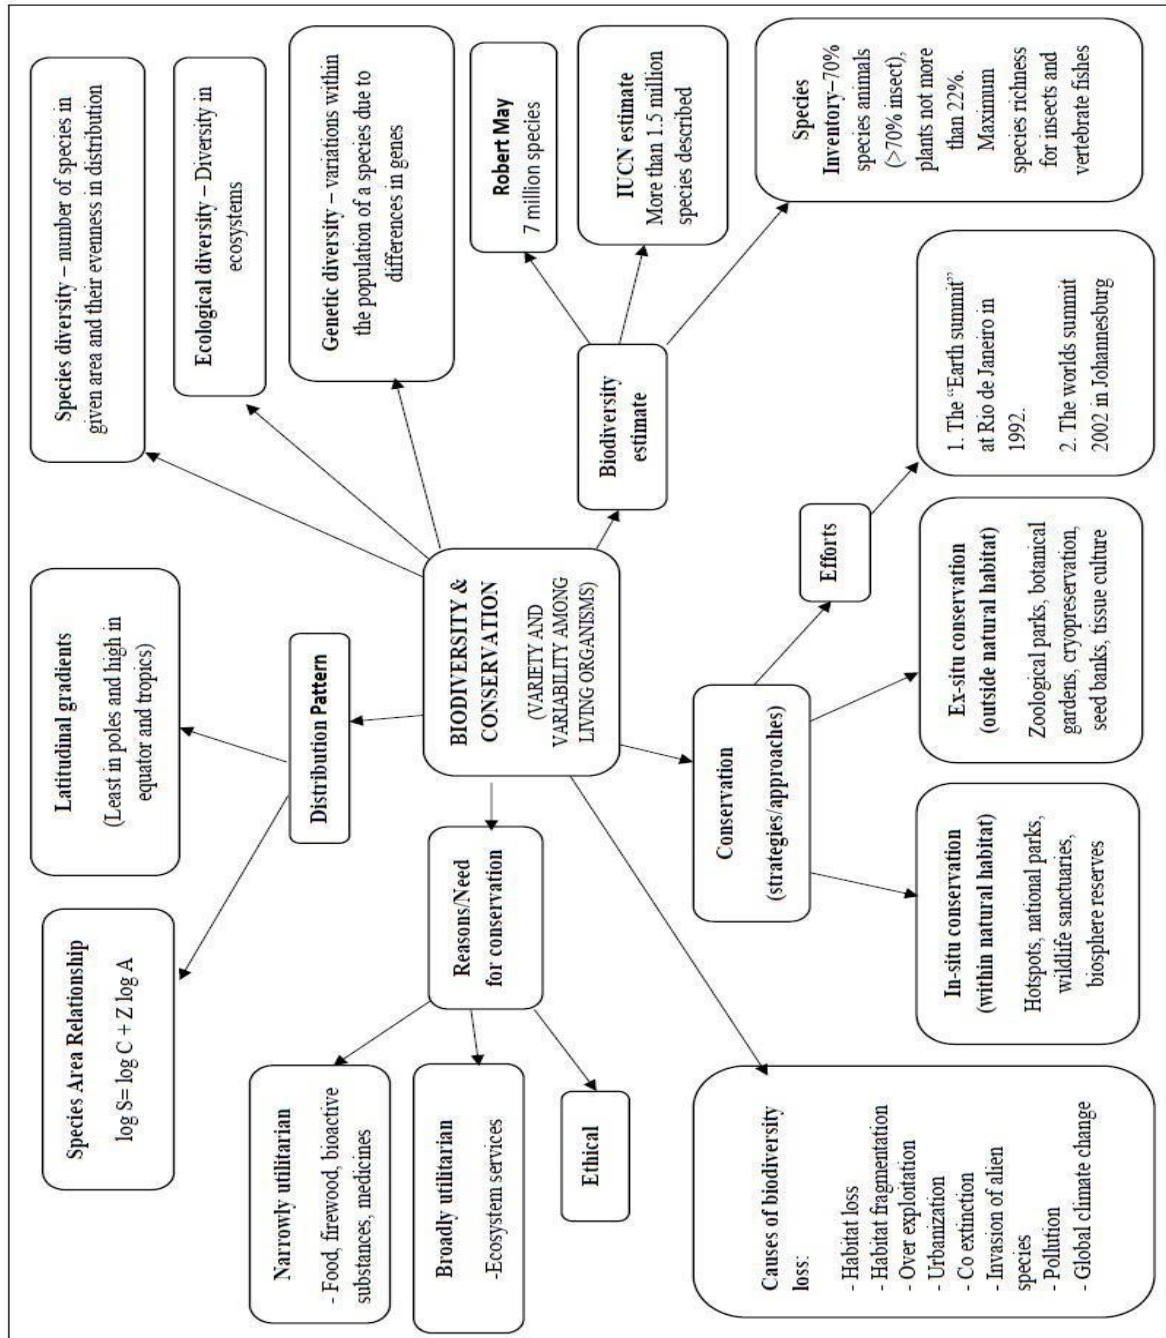 Species Area Relationship
log S= log C + Z log A
Latitudinal gradients
(Least in poles and high in
equator and tropics)
Species diversity – number of species in
given area and their evenness in distribution
Ecological diversity – Diversity in
ecosystems
Narrowly utilitarian
- Food, firewood, bioactive
substances, medicines
Distribution Pattern
Genetic diversity – variations within
the population of a species due to
differences in genes
Broadly utilitarian
-Ecosystem services
Reasons/Need
for conservation
BIODIVERSITY &
CONSERVATION
(VARIETY AND
VARIABILITY AMONG
LIVING ORGANISMS)
Robert May
7 million species
Ethical
Biodiversity
estimate
IUCN estimate
More than 1.5 million
species described
Causes of biodiversity
loss:
- Habitat loss
- Habitat fragmentation
- Over exploitation
- Urbanization
- Co extinction
- Invasion of alien
species
- Pollution
- Global climate change
Conservation
(strategies/approaches)
Efforts
Species
Inventory–70%
species animals
(>70% insect),
plants not more
than 22%.
Maximum
species richness
for insects and
vertebrate fishes
In-situ conservation
(within natural habitat)
Hotspots, national parks,
wildlife sanctuaries,
biosphere reserves
Ex-situ conservation
(outside natural habitat)
Zoological parks, botanical
gardens, cryopreservation,
seed banks, tissue culture
1. The “Earth summit”
at Rio de Janeiro in
1992.
2. The worlds summit
2002 in Johannesburg